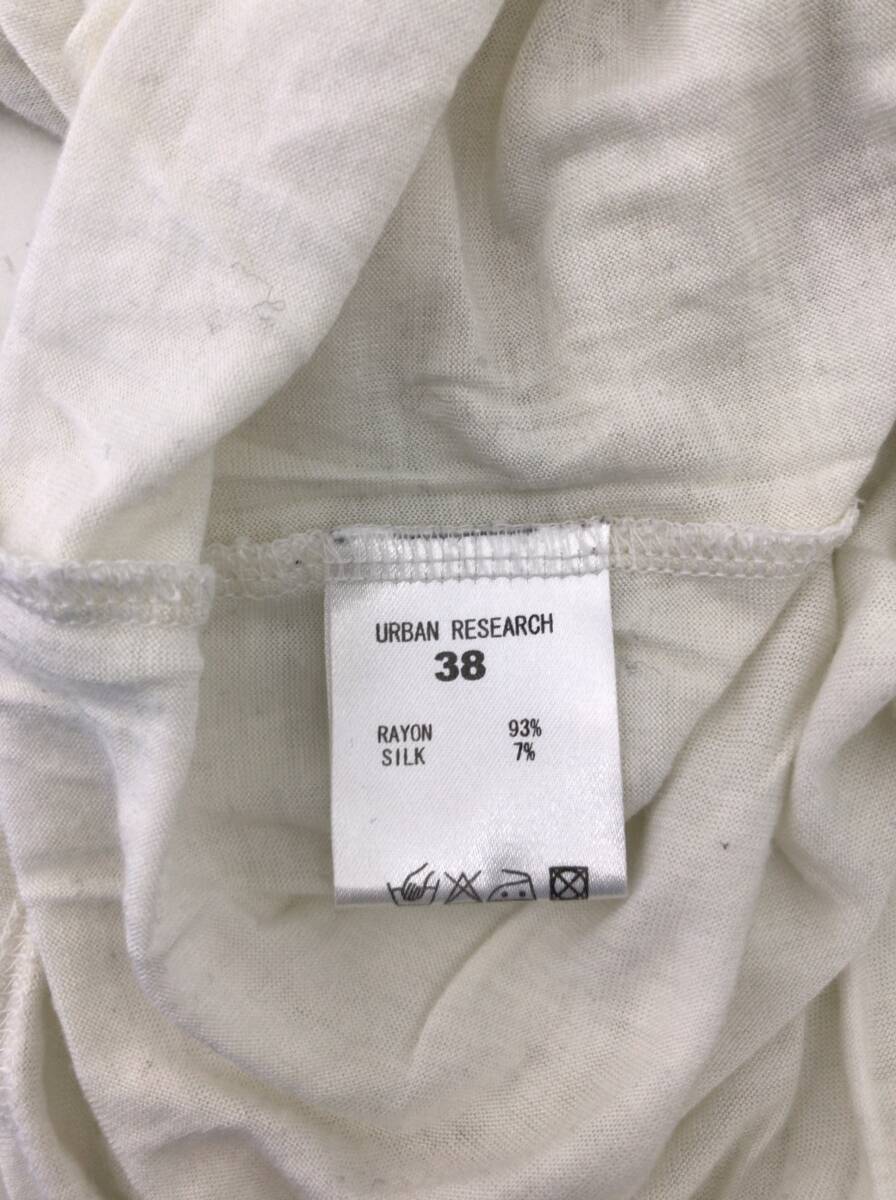 URBAN RESEARCH
38
RAYON 93%
SILK 7%